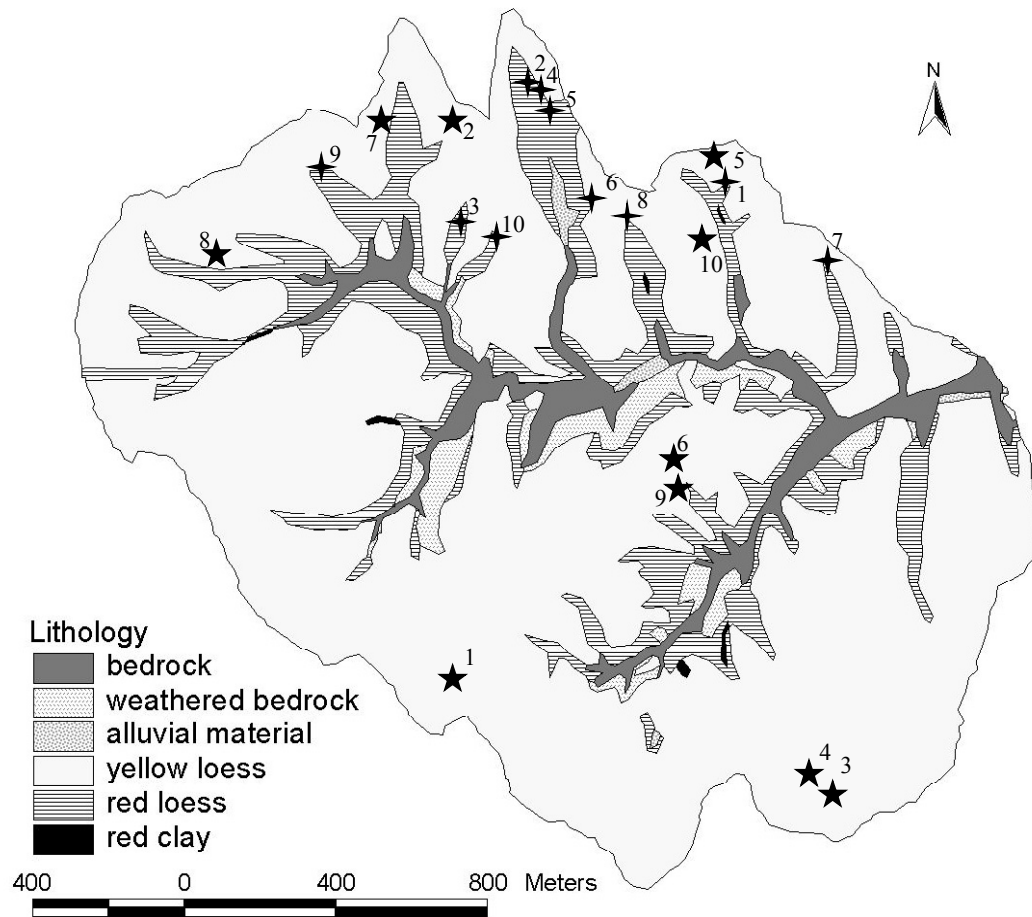 N
2
4
5
7
2
5
9
1
6
8
3
10
8
10
7
6
9
1
4
3
Lithology
bedrock
weathered bedrock
alluvial material
yellow loess
red loess
red clay
400 0 400 800 Meters